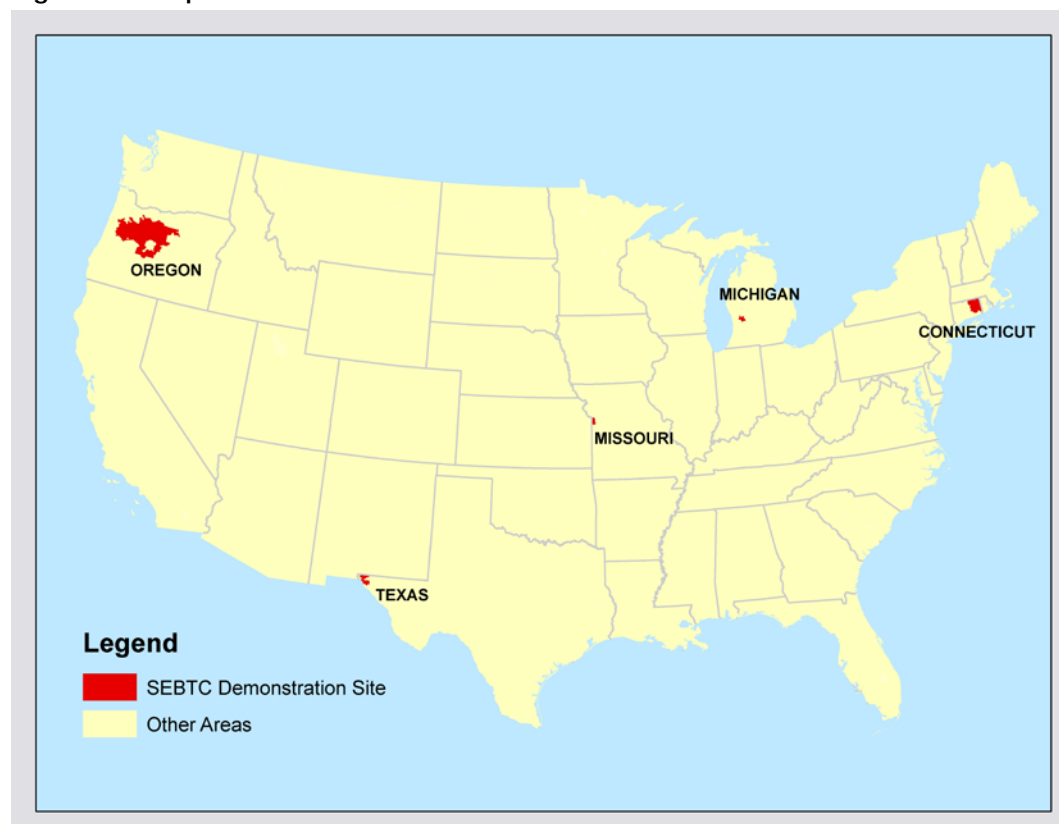 OREGON
MICHIGAN
CONNECTICUT
MISSOURI
TEXAS
Legend
SEBTC Demonstration Site
Other Areas